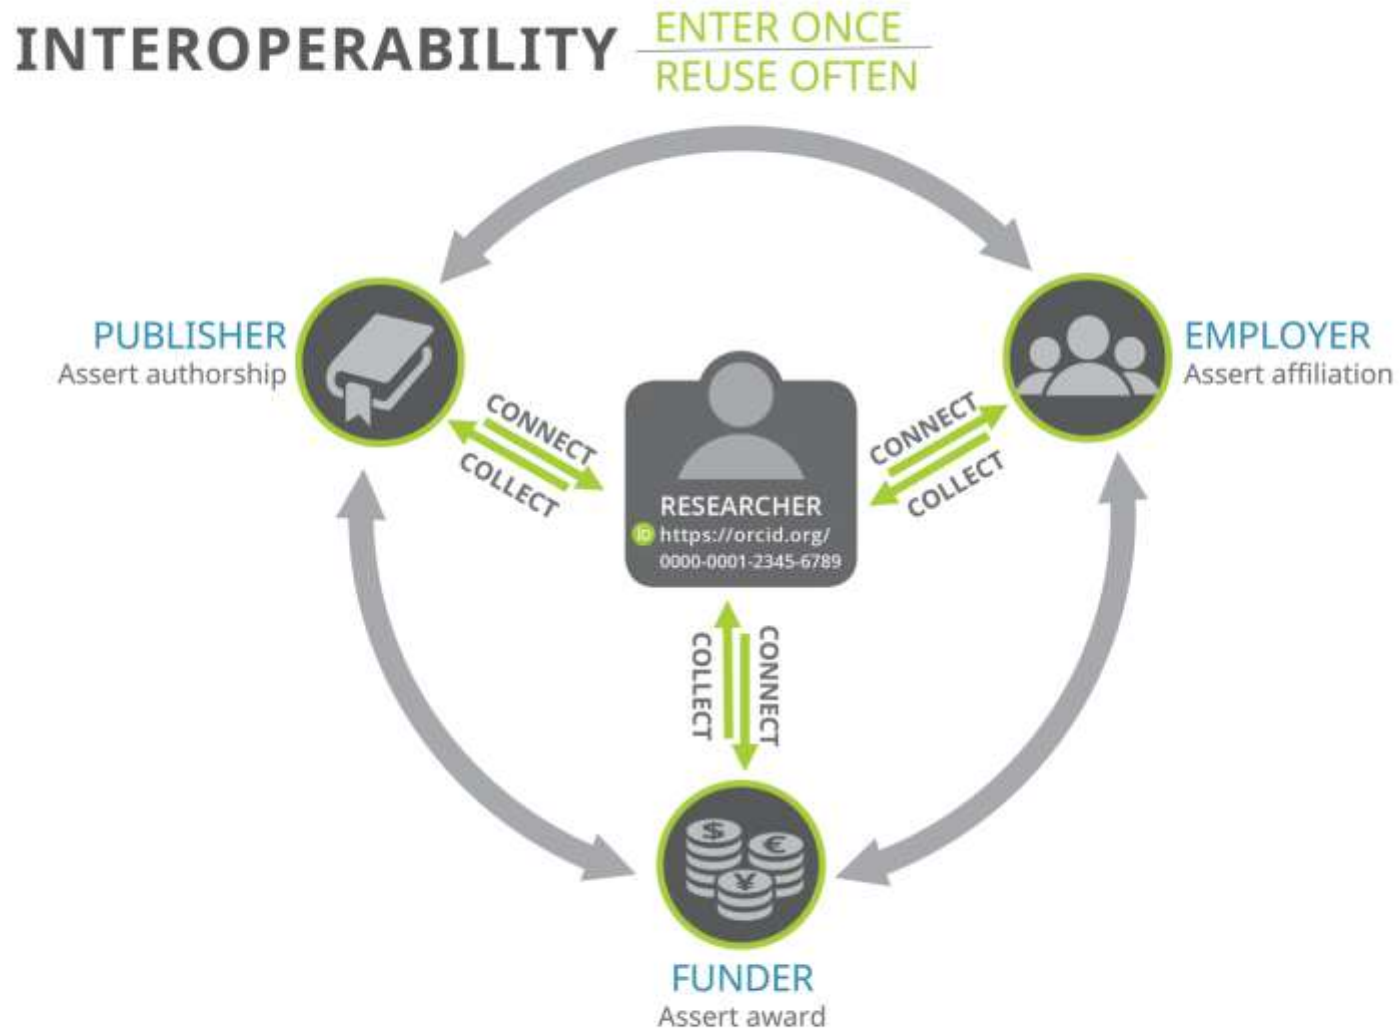 INTEROPERABILITY
ENTER ONCE
REUSE OFTEN
PUBLISHER
Assert authorship
EMPLOYER
Assert affiliation
CONNECT
COLLECT
CONNECT
COLLECT
RESEARCHER
iD https://orcid.org/
0000-0001-2345-6789
COLLECT
CONNECT
$
€
¥
FUNDER
Assert award